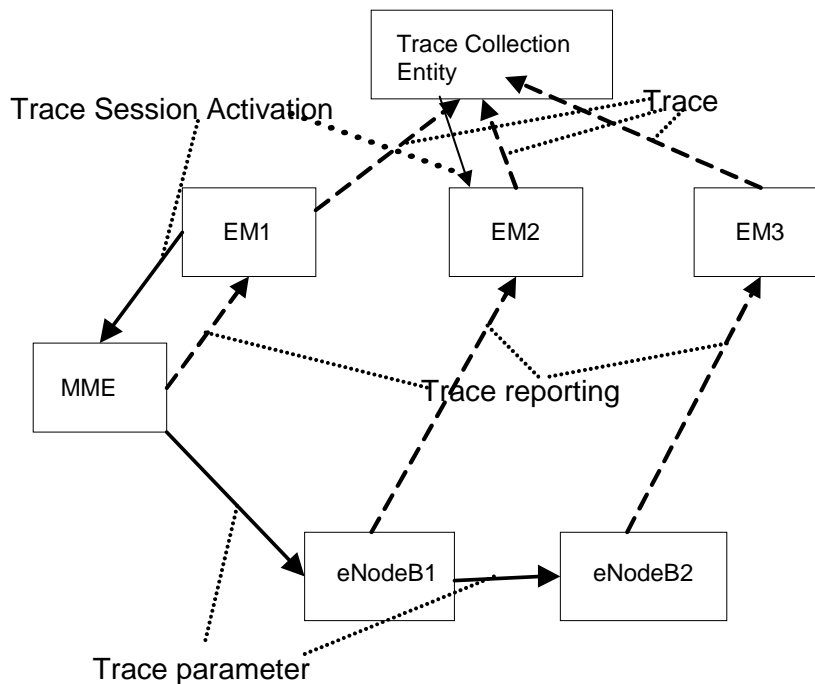 Trace Collection
Entity
Trace Session Activation
Trace
EM1
EM2
EM3
MME
Trace reporting
eNodeB1
eNodeB2
Trace parameter